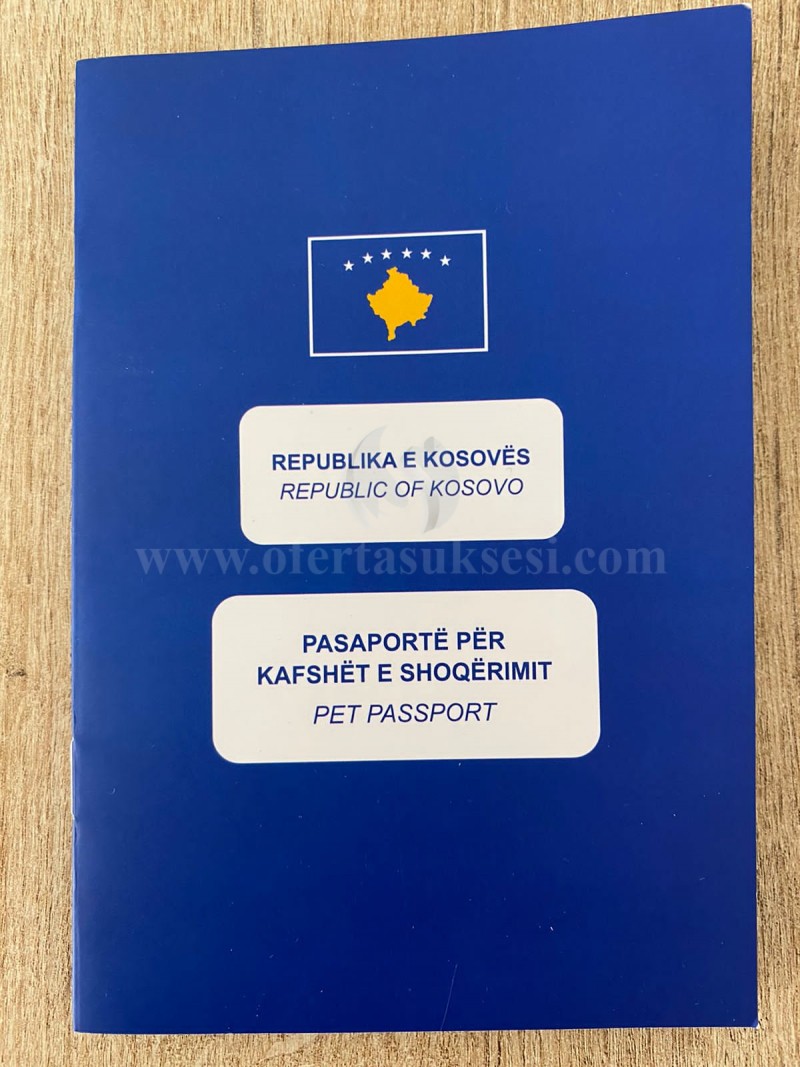 REPUBLIKA E KOSOVËS
REPUBLIC OF KOSOVO
www.ofertasuksesi.com
PASAPORTË PËR
KAFSHËT E SHOQËRIMIT
PET PASSPORT